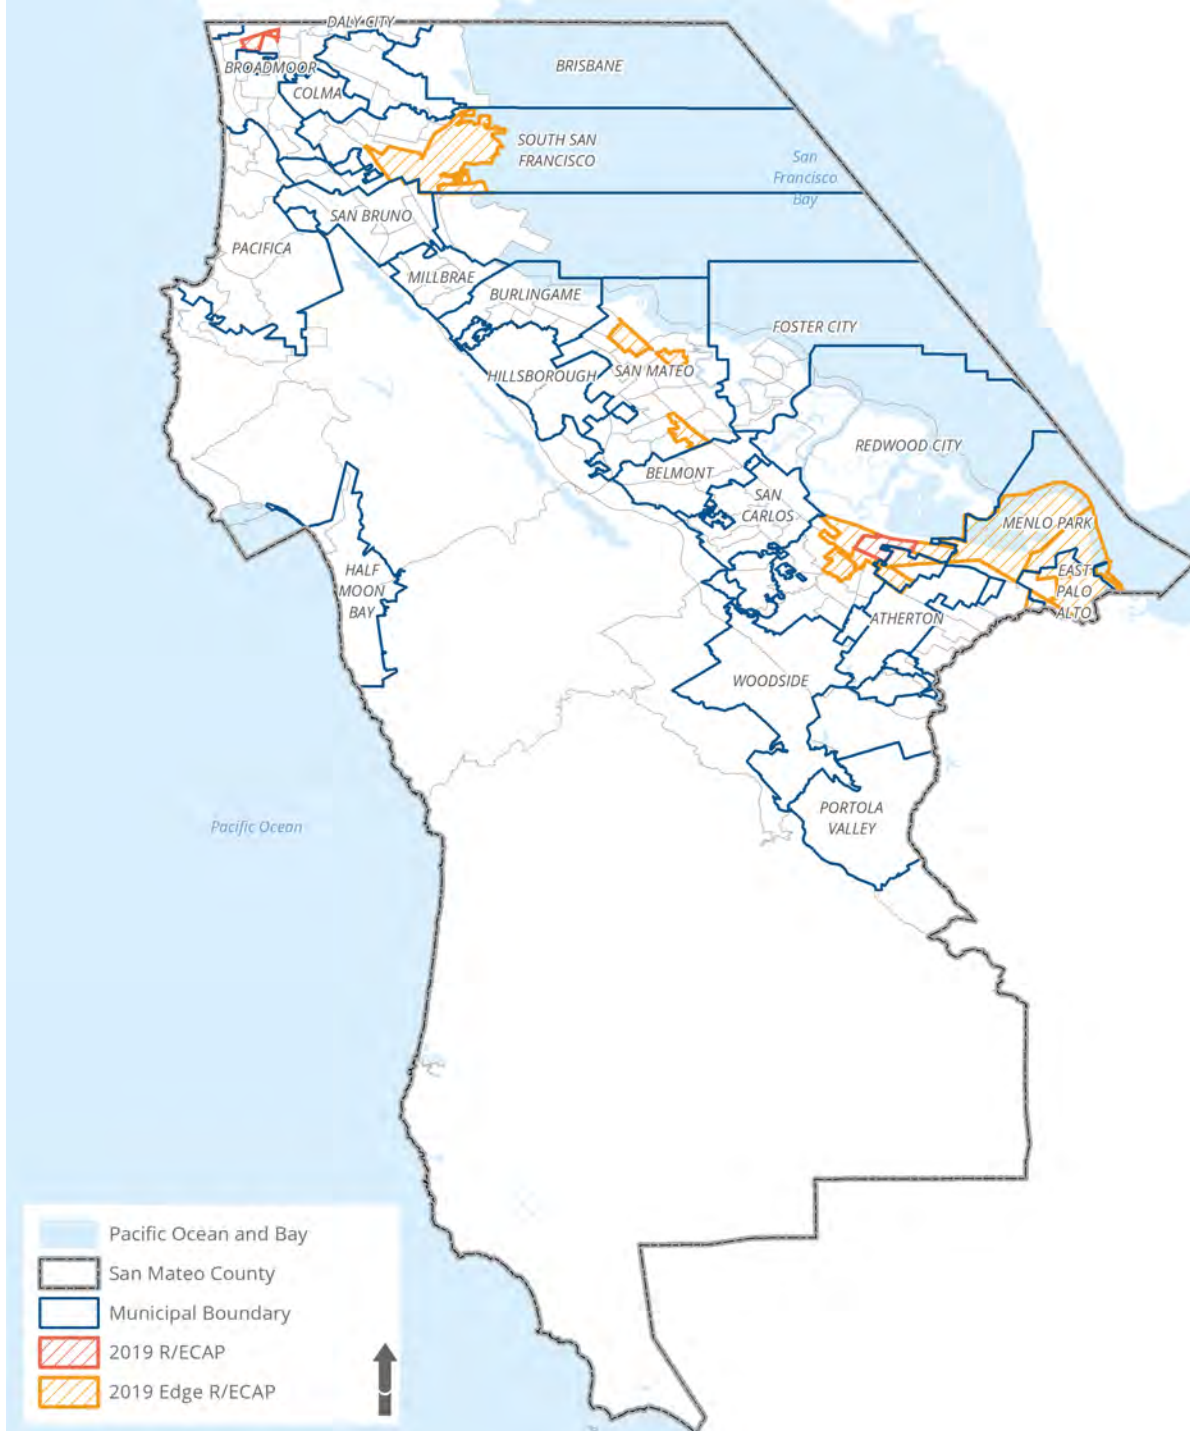 DALY CITY
BROADMOOR
BRISBANE
COLMA
SOUTH SAN
FRANCISCO
San
Francisco
Bay
SAN BRUNO
PACIFICA
MILLBRAE
BURLINGAME
FOSTER CITY
HILLSBOROUGH
SAN MATEO
REDWOOD CITY
BELMONT
SAN
CARLOS
MENLO PARK
HALF
MOON
BAY
EAST
PALO
ALTO
ATHERTON
WOODSIDE
PORTOLA
VALLEY
Pacific Ocean
Pacific Ocean and Bay
San Mateo County
Municipal Boundary
2019 R/ECAP
2019 Edge R/ECAP